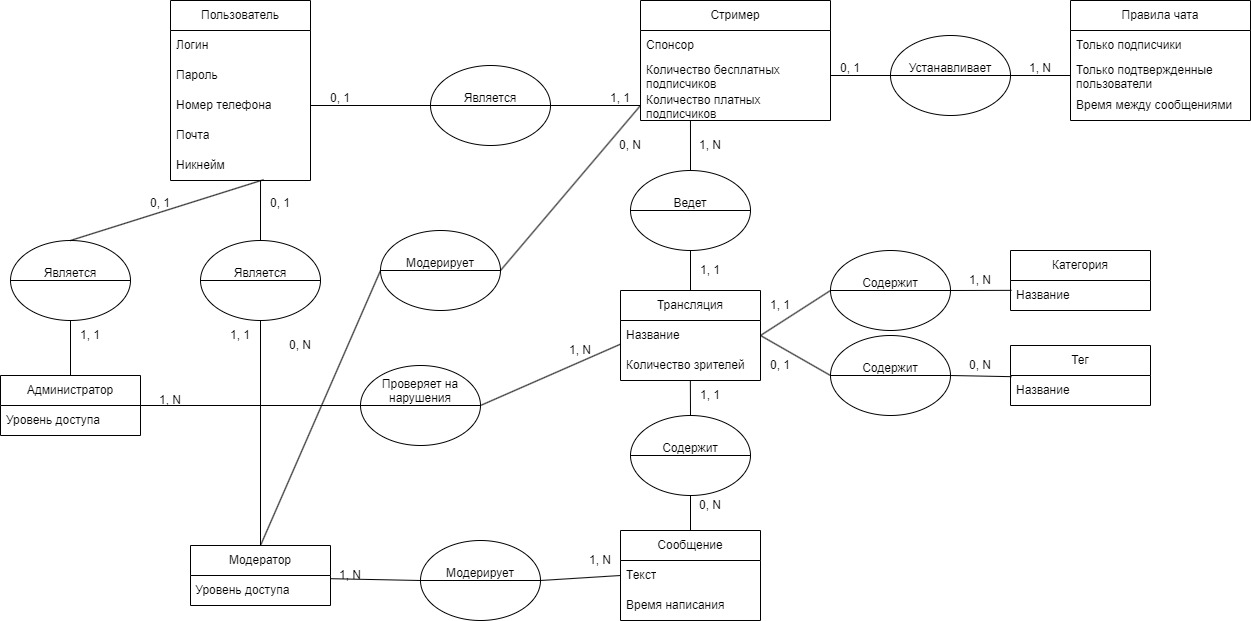 Пользователь
Логин
Пароль
Номер телефона
Почта
Никнейм
0, 1
Является
1, 1
Стример
Спонсор
Количество бесплатных
подписчиков
Количество платных
подписчиков
0, 1
Устанавливает
1, N
Правила чата
Только подписчики
Только подтвержденные
пользователи
Время между сообщениями
0, N
1, N
0, 1
0, 1
Ведет
Является
Является
Модерирует
1, 1
1, 1
1, 1
0, N
Трансляция
Название
Количество зрителей
1, 1
Содержит
1, N
Категория
Название
0, 1
Содержит
0, N
Тег
Название
1, N
Проверяет на
нарушения
Администратор
Уровень доступа
1, N
1, 1
Содержит
0, N
Модератор
Уровень доступа
1, N
Модерирует
1, N
Сообщение
Текст
Время написания